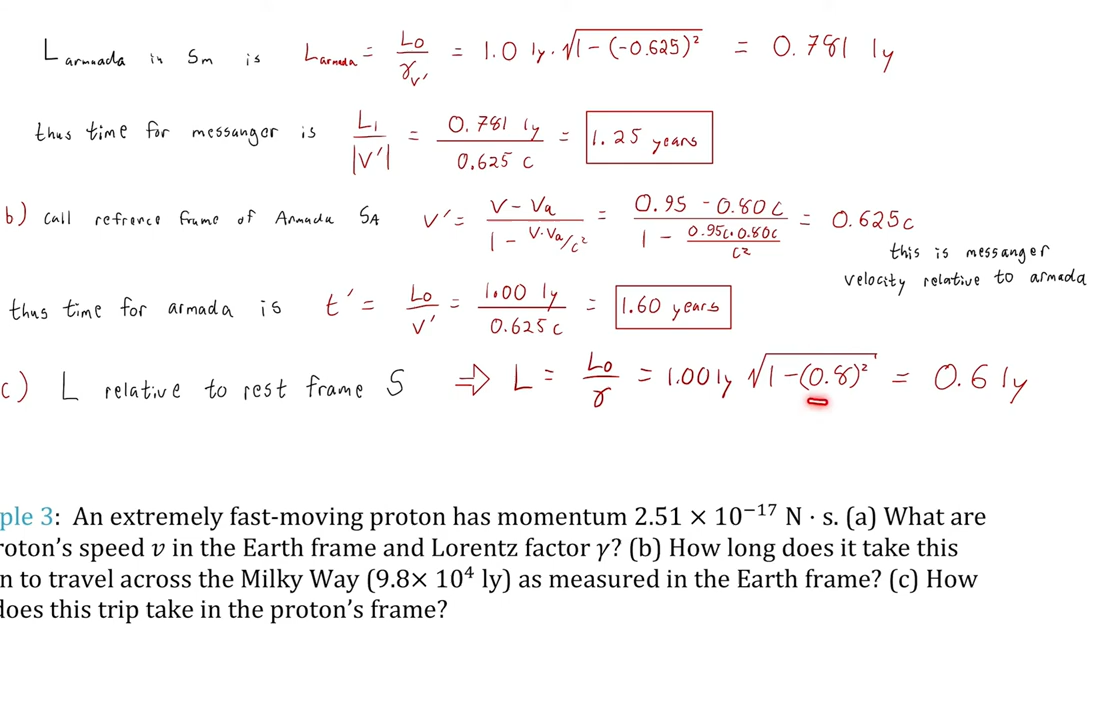 L armada in Sm is L armada = L0/γv' = 1.0 ly · √(1 − (−0.625)²) = 0.781 ly
thus time for messanger is L1/|v'| = 0.781 ly/0.625 c = 1.25 years
b) call refrence frame of Armada SA v' = (v − va)/(1 − v·va/c²) = (0.95 − 0.80c)/(1 − 0.95c·0.80c/c²) = 0.625c
this is messanger
velocity relative to armada
thus time for armada is t' = L0/v' = 1.00 ly/0.625c = 1.60 years
c) L relative to rest frame S ⇒ L = L0/γ = 1.00 ly √(1 − (0.8)²) = 0.6 ly
ple 3: An extremely fast-moving proton has momentum 2.51 × 10⁻¹⁷ N · s. (a) What are
roton's speed v in the Earth frame and Lorentz factor γ? (b) How long does it take this
n to travel across the Milky Way (9.8× 10⁴ ly) as measured in the Earth frame? (c) How
does this trip take in the proton's frame?